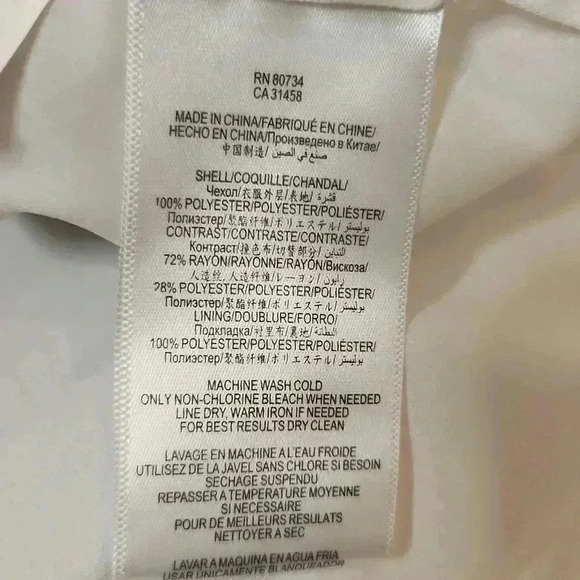 RN 80734
CA 31458
MADE IN CHINA/FABRIQUÉ EN CHINE/
HECHO EN CHINA/Произведено в Китае/
中国制造/ صنع في الصين/
SHELL/COQUILLE/CHANDAL/
Чехол/衣服外层/表地/ قشرة/
100% POLYESTER/POLYESTER/POLIÉSTER/
Полиэстер/聚酯纤维/ポリエステル/ بوليستر
CONTRAST/CONTRASTE/CONTRASTE/
Контраст/撞色布/切替部分/ التباين/
72% RAYON/RAYONNE/RAYÓN/Вискоза/
人造丝, 人造纤维/レーヨン/ رايون/
28% POLYESTER/POLYESTER/POLIÉSTER/
Полиэстер/聚酯纤维/ポリエステル/ بوليستر/
LINING/DOUBLURE/FORRO/
Подкладка/衬里布/裏地/ البطانة/
100% POLYESTER/POLYESTER/POLIÉSTER/
Полиэстер/聚酯纤维/ポリエステル/ بوليستر/
MACHINE WASH COLD
ONLY NON-CHLORINE BLEACH WHEN NEEDED
LINE DRY, WARM IRON IF NEEDED
FOR BEST RESULTS DRY CLEAN
LAVAGE EN MACHINE A L'EAU FROIDE
UTILISEZ DE LA JAVEL SANS CHLORE SI BESOIN
SECHAGE SUSPENDU
REPASSER A TEMPERATURE MOYENNE
SI NECESSAIRE
POUR DE MEILLEURS RESULATS
NETTOYER A SEC
LAVAR A MAQUINA EN AGUA FRIA
USAR UNICAMENTE BLANQUEADOR